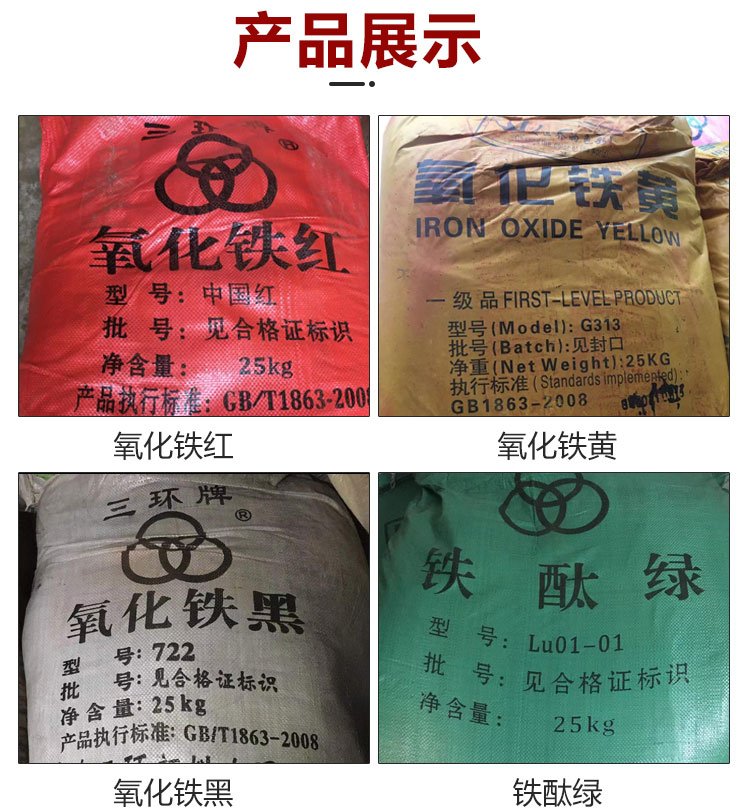 产品展示
三环牌®
氧化铁红
型号：中国红
批号：见合格证标识
净含量： 25kg
产品执行标准：GB/T1863-2008
氧化铁红
氧化铁黄
IRON OXIDE YELLOW
一级品FIRST-LEVEL PRODUCT
型号(Model): G313
批号(Batch): 见封口
净重(Net Weight):25KG
执行标准(Standards implemented):
GB1863-2008
氧化铁黄
三环牌®
氧化铁黑
型 号: 722
批 号: 见合格证标识
净含量: 25kg
产品执行标准: GB/T1863-2008
氧化铁黑
铁酞绿
型 号: Lu01-01
批 号: 见合格证标识
净含量: 25kg
铁酞绿